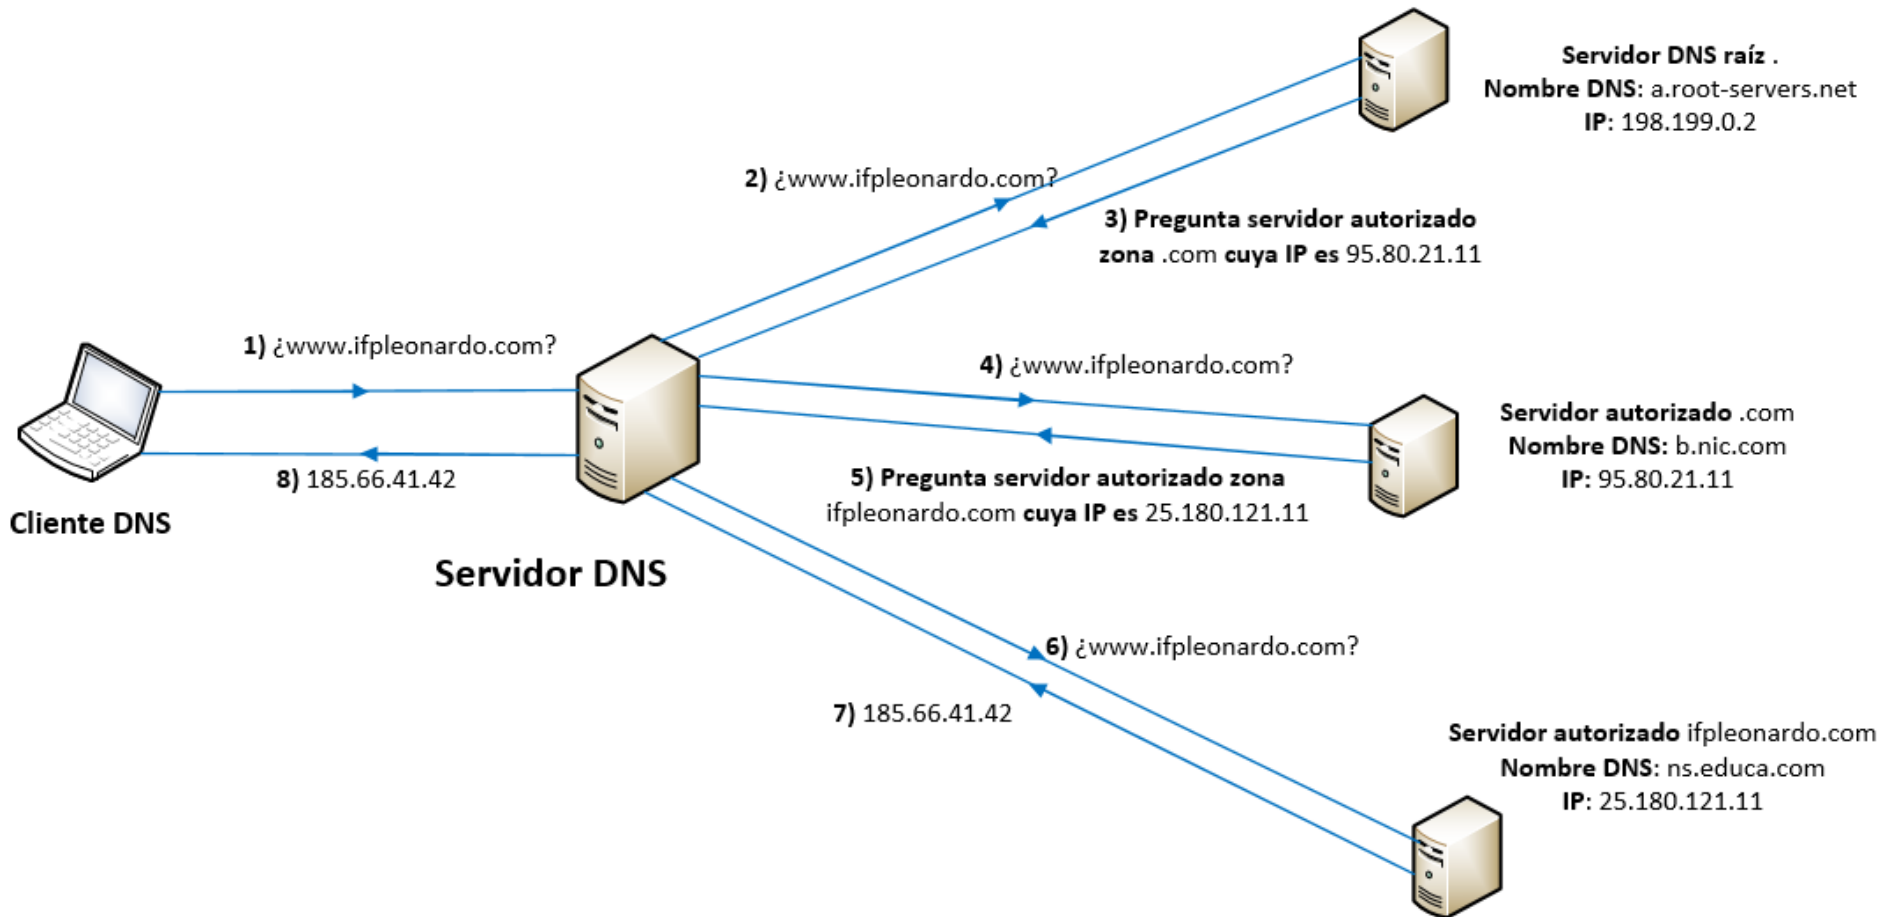 Servidor DNS raíz .
Nombre DNS: a.root-servers.net
IP: 198.199.0.2
2) ¿www.ifpleonardo.com?
3) Pregunta servidor autorizado
zona .com cuya IP es 95.80.21.11
1) ¿www.ifpleonardo.com?
4) ¿www.ifpleonardo.com?
Servidor autorizado .com
Nombre DNS: b.nic.com
IP: 95.80.21.11
8) 185.66.41.42
5) Pregunta servidor autorizado zona
ifpleonardo.com cuya IP es 25.180.121.11
Cliente DNS
Servidor DNS
6) ¿www.ifpleonardo.com?
7) 185.66.41.42
Servidor autorizado ifpleonardo.com
Nombre DNS: ns.educa.com
IP: 25.180.121.11